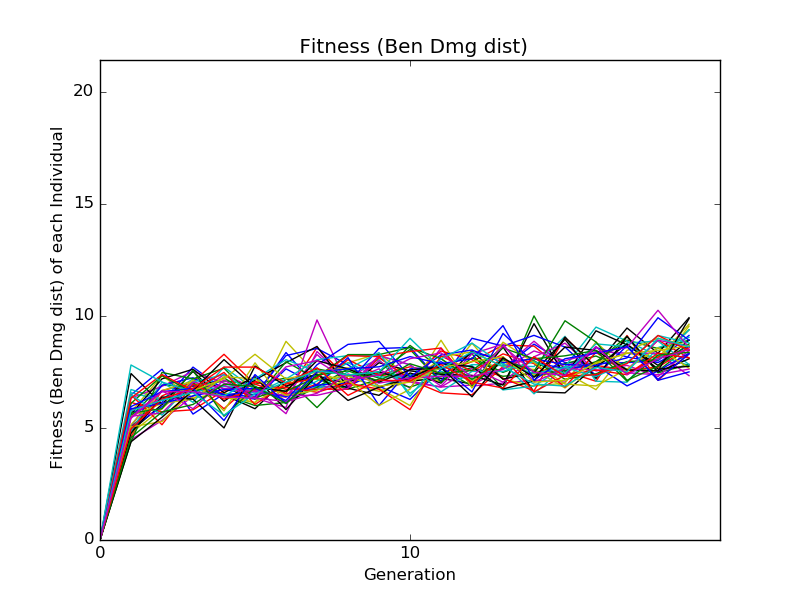 Fitness (Ben Dmg dist)
Fitness (Ben Dmg dist) of each Individual
20
15
10
5
0
0 10
Generation